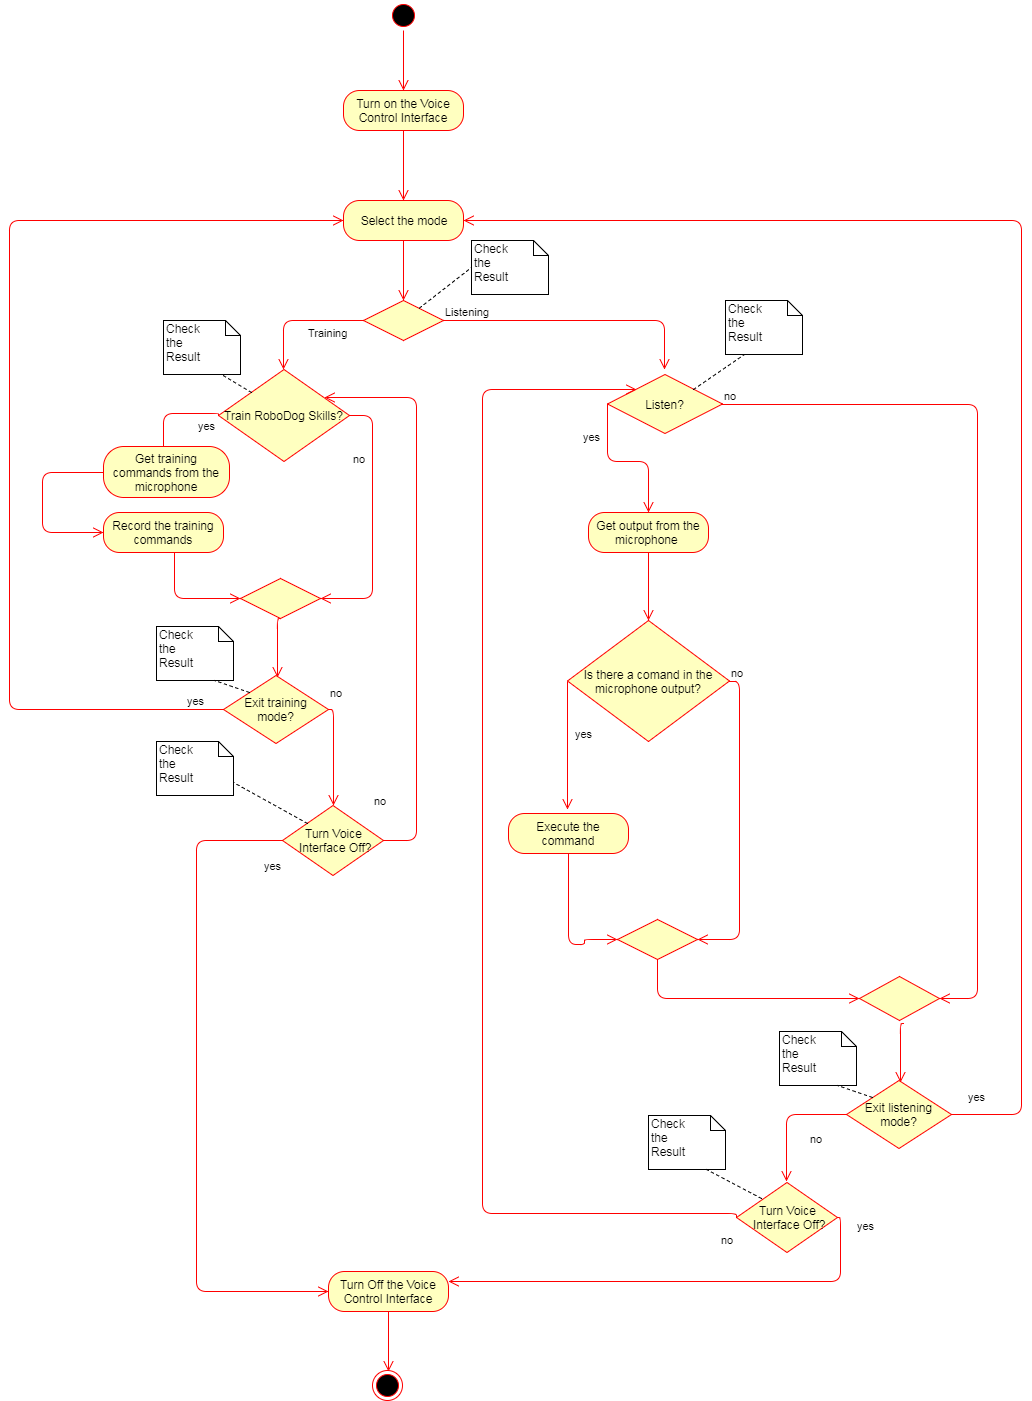 Turn on the Voice
Control Interface
Select the mode
Check
the
Result
Listening
Training
Check
the
Result
Check
the
Result
Train RoboDog Skills?
yes
no
Listen?
no
yes
Get training
commands from the
microphone
Record the training
commands
Get output from the
microphone
Check
the
Result
Exit training
mode?
yes
no
Is there a comand in the
microphone output?
no
yes
Check
the
Result
Turn Voice
Interface Off?
no
yes
Execute the
command
Check
the
Result
Exit listening
mode?
yes
no
Check
the
Result
Turn Voice
Interface Off?
yes
no
Turn Off the Voice
Control Interface